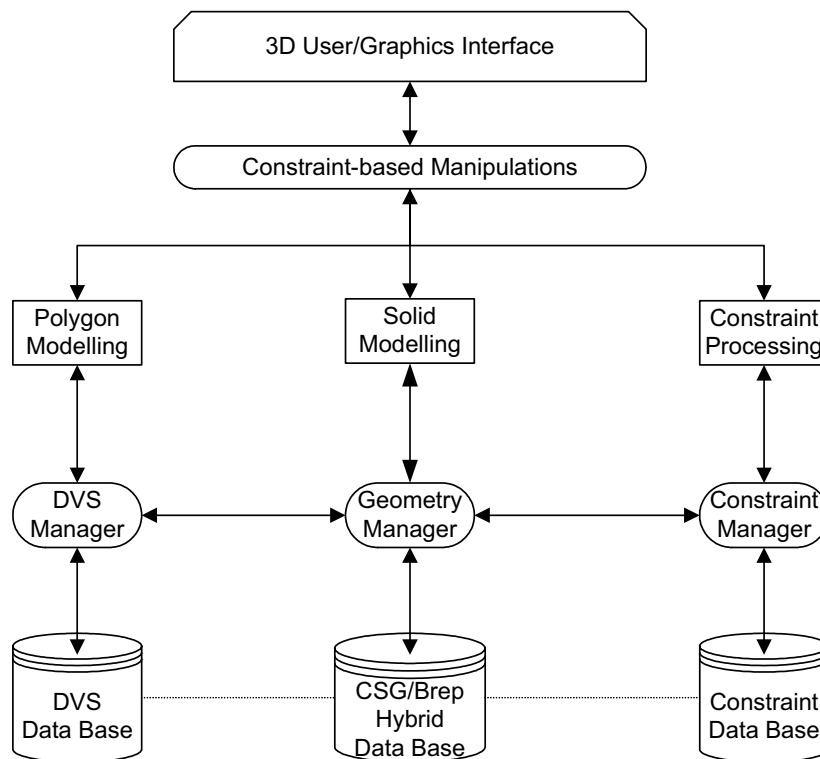 3D User/Graphics Interface
Constraint-based Manipulations
Polygon
Modelling
Solid
Modelling
Constraint
Processing
DVS
Manager
Geometry
Manager
Constraint
Manager
DVS
Data Base
CSG/Brep
Hybrid
Data Base
Constraint
Data Base